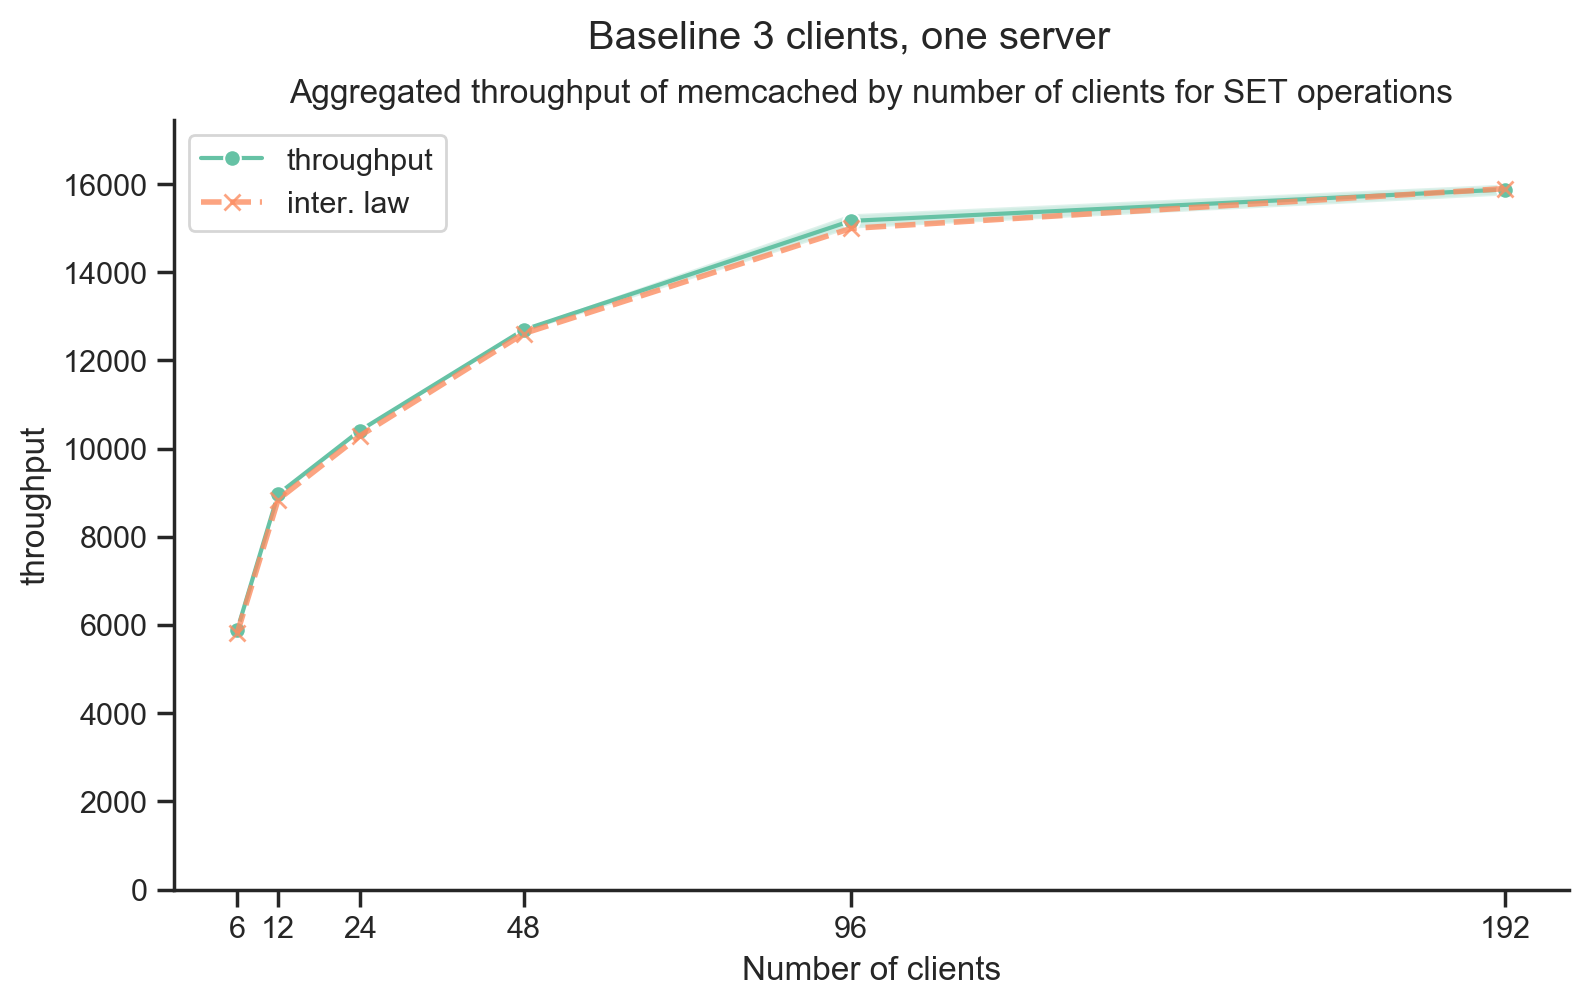 Baseline 3 clients, one server
Aggregated throughput of memcached by number of clients for SET operations
throughput
inter. law
16000
14000
12000
10000
8000
6000
4000
2000
0
throughput
6 12 24 48 96 192
Number of clients